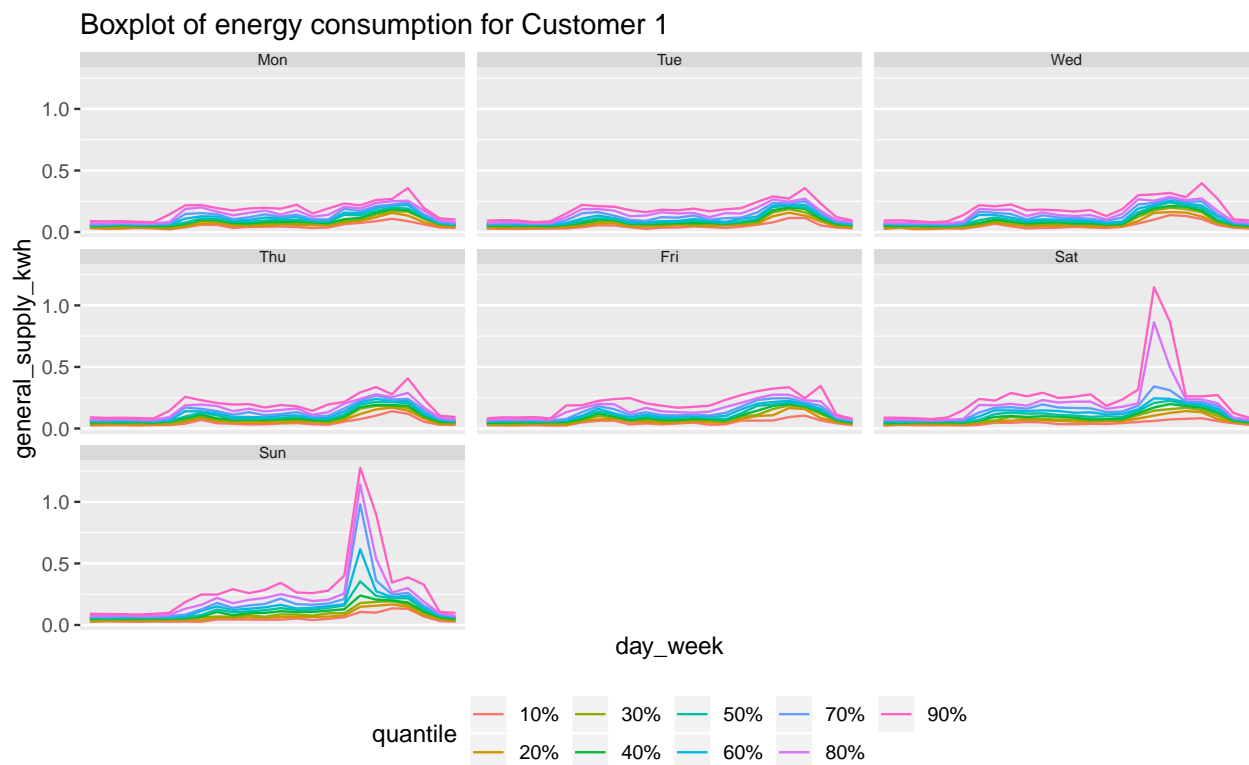 Boxplot of energy consumption for Customer 1
Mon Tue Wed
1.0
0.5
0.0
Thu Fri Sat
1.0
0.5
0.0
Sun
1.0
0.5
0.0
general_supply_kwh
day_week
quantile
10% 30% 50% 70% 90%
20% 40% 60% 80%